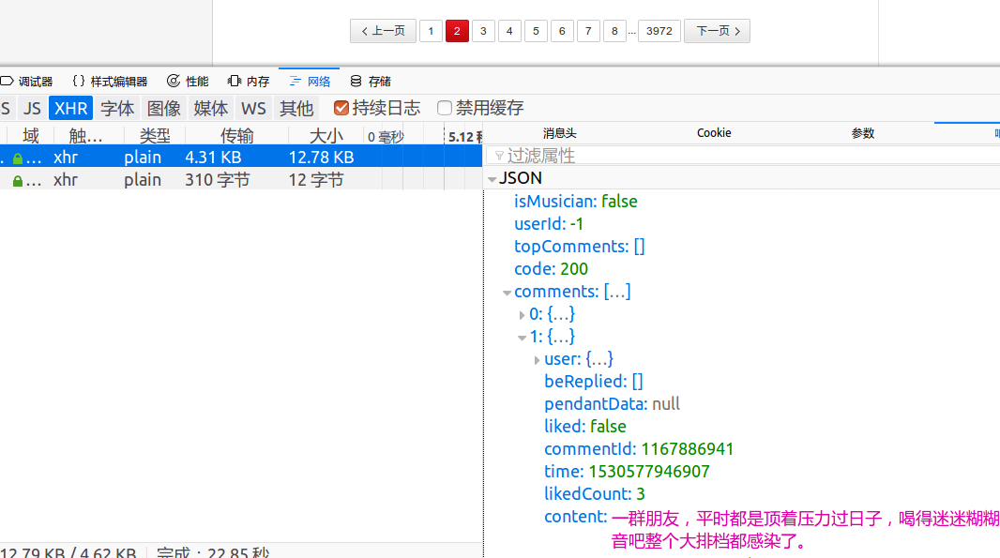 上一页 1 2 3 4 5 6 7 8 ... 3972 下一页
调试器 {} 样式编辑器 性能 内存 网络 存储
S JS XHR 字体 图像 媒体 WS 其他 持续日志 禁用缓存
域 触… 类型 传输 大小 0 毫秒 5.12 秒 消息头 Cookie 参数
… xhr plain 4.31 KB 12.78 KB 过滤属性
… xhr plain 310 字节 12 字节 JSON
isMusician: false
userId: -1
topComments: []
code: 200
comments: […]
0: {…}
1: {…}
user: {…}
beReplied: []
pendantData: null
liked: false
commentId: 1167886941
time: 1530577946907
likedCount: 3
content: 一群朋友，平时都是顶着压力过日子，喝得迷迷糊糊
音吧整个大排档都感染了。
12.79 KB / 4.62 KB 完成：22.85 秒